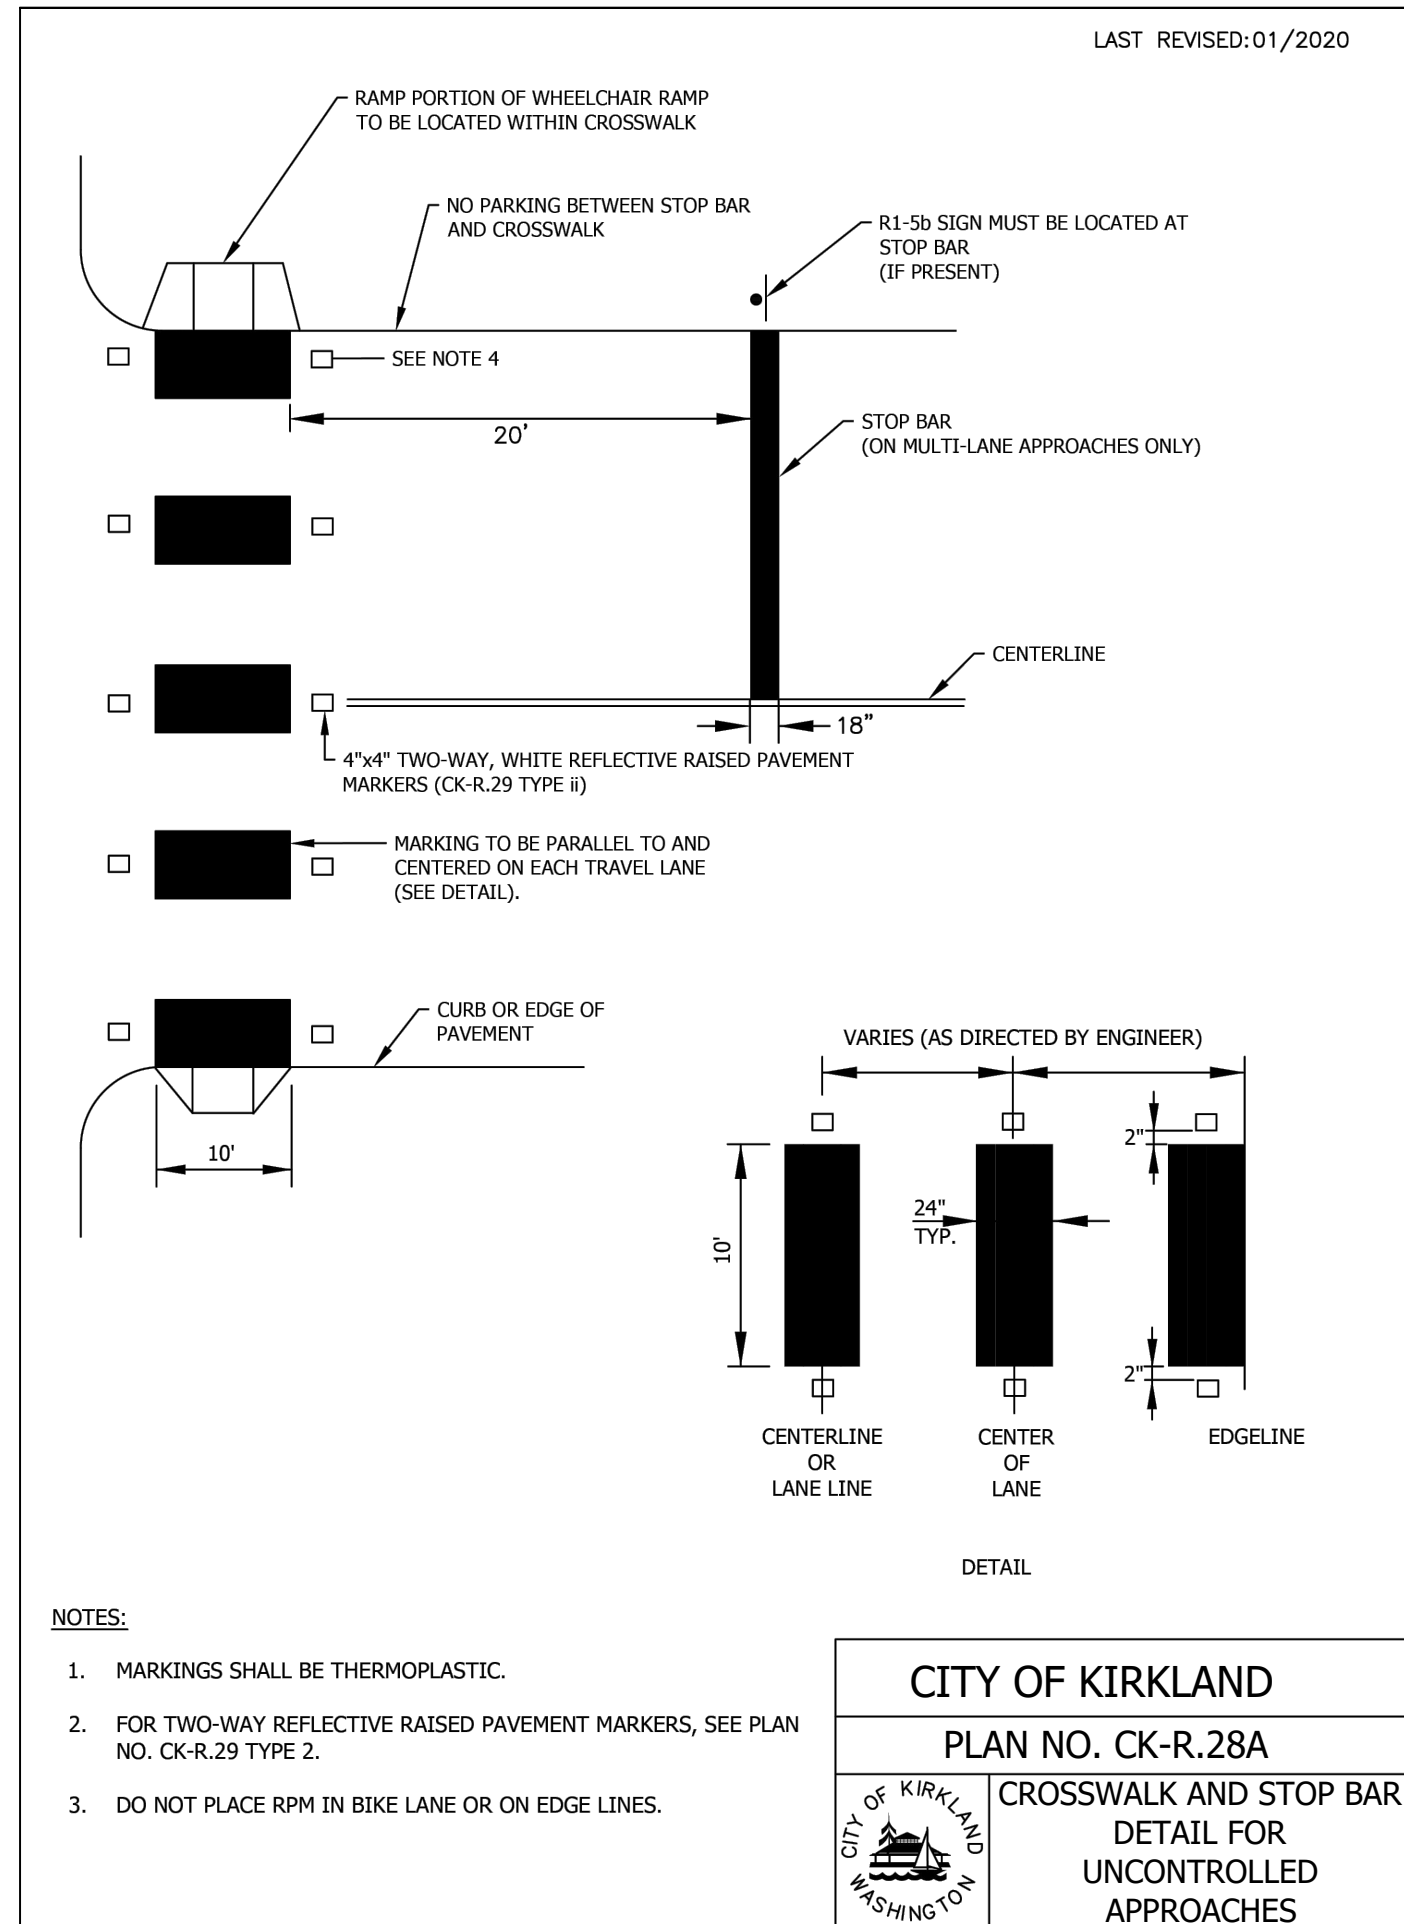 LAST REVISED:01/2020
RAMP PORTION OF WHEELCHAIR RAMP
TO BE LOCATED WITHIN CROSSWALK
NO PARKING BETWEEN STOP BAR
AND CROSSWALK
R1-5b SIGN MUST BE LOCATED AT
STOP BAR
(IF PRESENT)
SEE NOTE 4
20'
STOP BAR
(ON MULTI-LANE APPROACHES ONLY)
CENTERLINE
18"
4"x4" TWO-WAY, WHITE REFLECTIVE RAISED PAVEMENT
MARKERS (CK-R.29 TYPE ii)
MARKING TO BE PARALLEL TO AND
CENTERED ON EACH TRAVEL LANE
(SEE DETAIL).
CURB OR EDGE OF
PAVEMENT
10'
VARIES (AS DIRECTED BY ENGINEER)
2"
24"
TYP.
10'
2"
CENTERLINE
OR
LANE LINE
CENTER
OF
LANE
EDGELINE
DETAIL
NOTES:
1. MARKINGS SHALL BE THERMOPLASTIC.
2. FOR TWO-WAY REFLECTIVE RAISED PAVEMENT MARKERS, SEE PLAN
NO. CK-R.29 TYPE 2.
3. DO NOT PLACE RPM IN BIKE LANE OR ON EDGE LINES.
CITY OF KIRKLAND
PLAN NO. CK-R.28A
CITY OF KIRKLAND
WASHINGTON
CROSSWALK AND STOP BAR
DETAIL FOR
UNCONTROLLED
APPROACHES